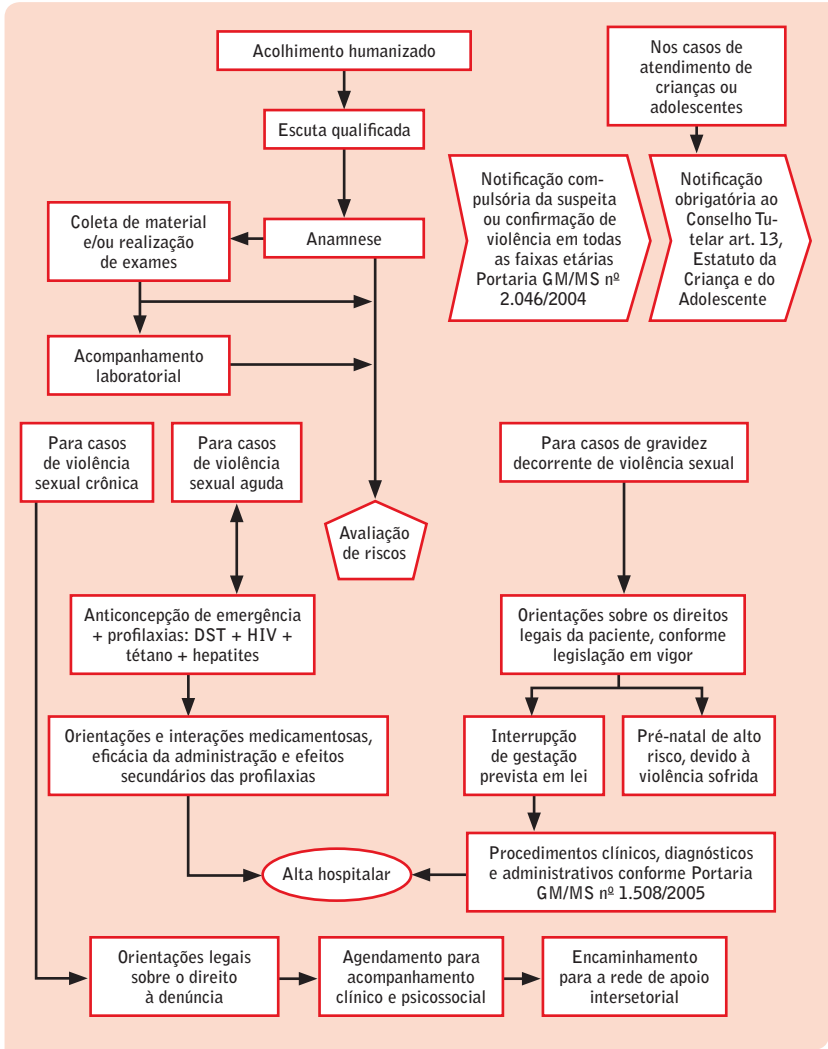 Acolhimento humanizado
Nos casos de
atendimento de
crianças ou
adolescentes
Escuta qualificada
Notificação com-
pulsória da suspeita
ou confirmação de
violência em todas
as faixas etárias
Portaria GM/MS nº
2.046/2004
Notificação
obrigatória ao
Conselho Tu-
telar art. 13,
Estatuto da
Criança e do
Adolescente
Coleta de material
e/ou realização
de exames
Anamnese
Acompanhamento
laboratorial
Para casos
de violência
sexual crônica
Para casos
de violência
sexual aguda
Para casos de gravidez
decorrente de violência sexual
Avaliação
de riscos
Anticoncepção de emergência
+ profilaxias: DST + HIV +
tétano + hepatites
Orientações sobre os direitos
legais da paciente, conforme
legislação em vigor
Orientações e interações medicamentosas,
eficácia da administração e efeitos
secundários das profilaxias
Interrupção
de gestação
prevista em lei
Pré-natal de alto
risco, devido à
violência sofrida
Alta hospitalar
Procedimentos clínicos, diagnósticos
e administrativos conforme Portaria
GM/MS nº 1.508/2005
Orientações legais
sobre o direito
à denúncia
Agendamento para
acompanhamento
clínico e psicossocial
Encaminhamento
para a rede de apoio
intersetorial